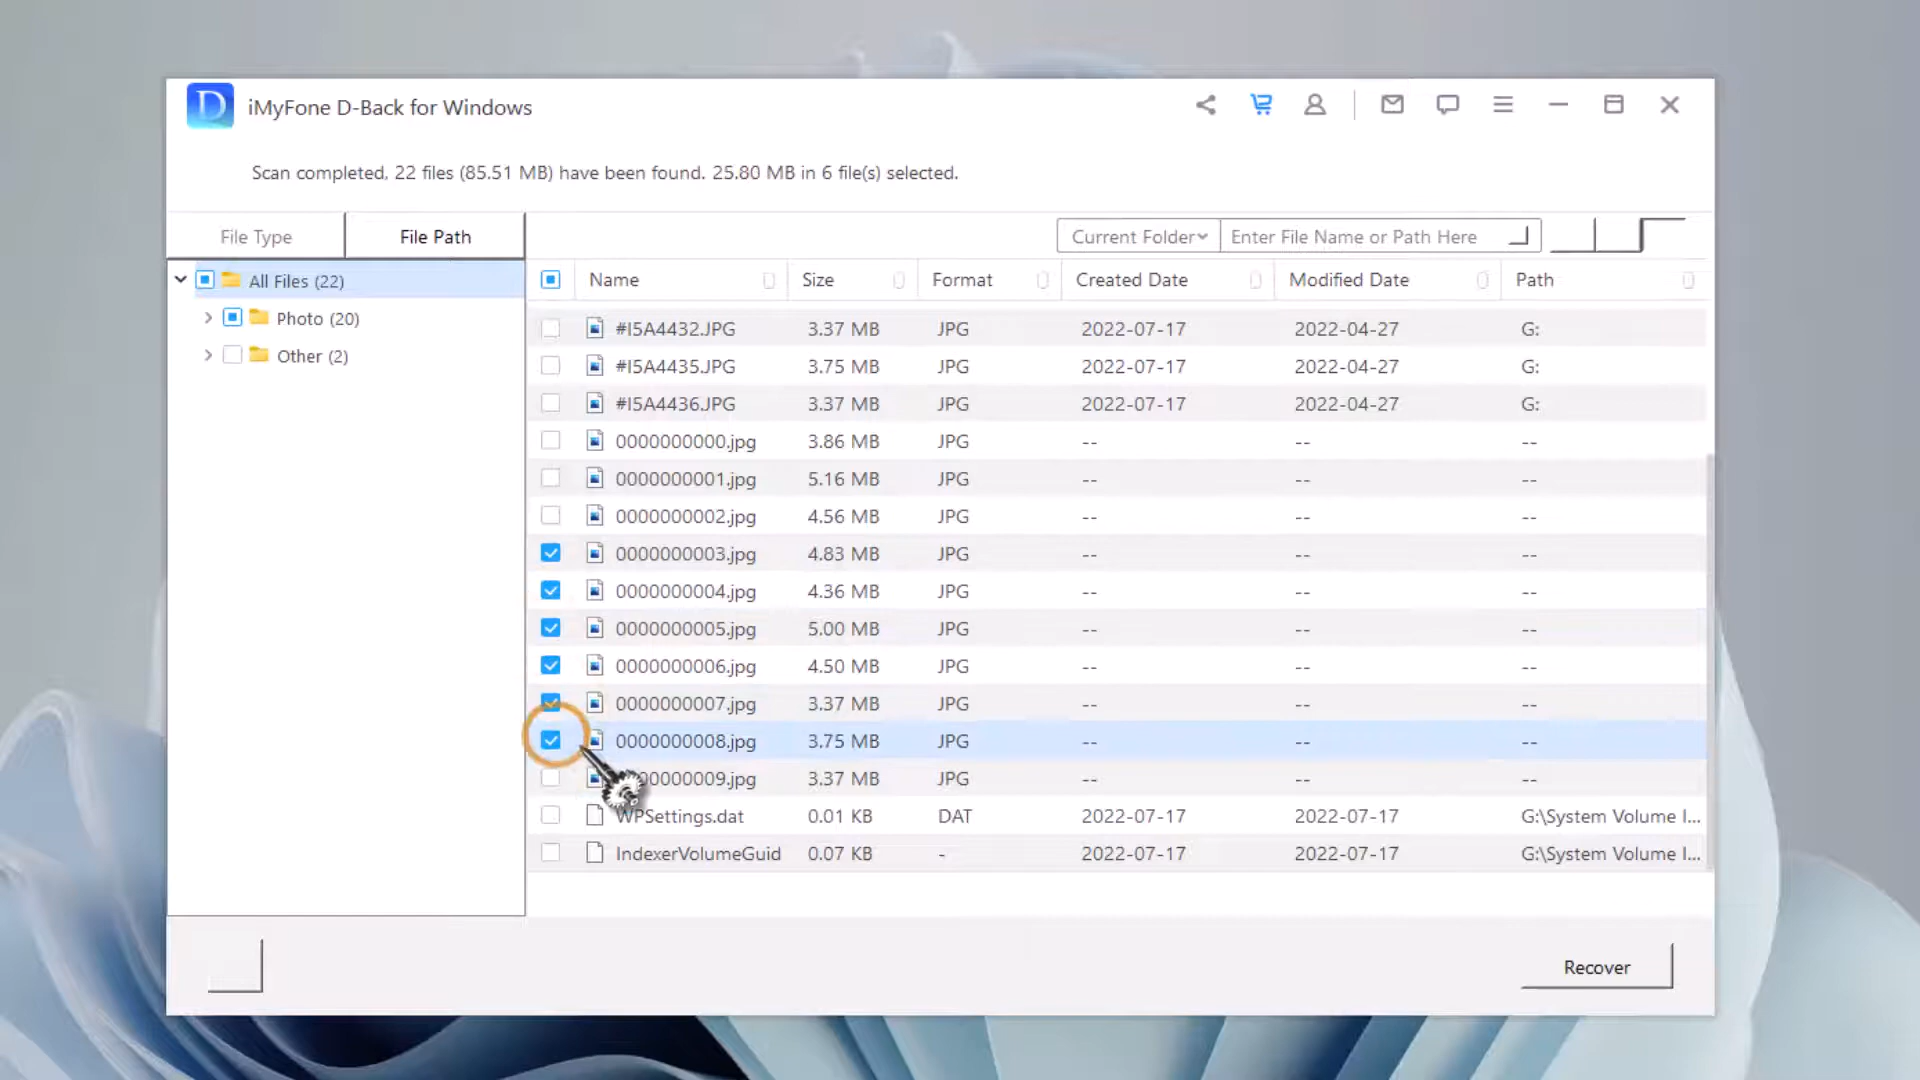 D iMyFone D-Back for Windows
Scan completed, 22 files (85.51 MB) have been found. 25.80 MB in 6 file(s) selected.
File Type File Path Current Folder Enter File Name or Path Here
All Files (22) Name Size Format Created Date Modified Date Path
Photo (20) #I5A4432.JPG 3.37 MB JPG 2022-07-17 2022-04-27 G:
Other (2) #I5A4435.JPG 3.75 MB JPG 2022-07-17 2022-04-27 G:
#I5A4436.JPG 3.37 MB JPG 2022-07-17 2022-04-27 G:
0000000000.jpg 3.86 MB JPG -- -- --
0000000001.jpg 5.16 MB JPG -- -- --
0000000002.jpg 4.56 MB JPG -- -- --
0000000003.jpg 4.83 MB JPG -- -- --
0000000004.jpg 4.36 MB JPG -- -- --
0000000005.jpg 5.00 MB JPG -- -- --
0000000006.jpg 4.50 MB JPG -- -- --
0000000007.jpg 3.37 MB JPG -- -- --
0000000008.jpg 3.75 MB JPG -- -- --
000000009.jpg 3.37 MB JPG -- -- --
WPSettings.dat 0.01 KB DAT 2022-07-17 2022-07-17 G:\System Volume I...
IndexerVolumeGuid 0.07 KB - 2022-07-17 2022-07-17 G:\System Volume I...
Recover